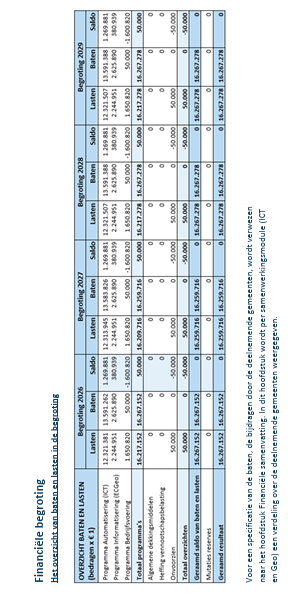 Financiële begroting
Het overzicht van baten en lasten in de begroting
OVERZICHT BATEN EN LASTEN Begroting 2026 Begroting 2027 Begroting 2028 Begroting 2029
(bedragen x € 1) Lasten Baten Saldo Lasten Baten Saldo Lasten Baten Saldo Lasten Baten Saldo
Programma Automatisering (ICT) 12.321.381 13.591.262 1.269.881 12.313.945 13.583.826 1.269.881 12.321.507 13.591.388 1.269.881 12.321.507 13.591.388 1.269.881
Programma Informatisering (ECGeo) 2.244.951 2.625.890 380.939 2.244.951 2.625.890 380.939 2.244.951 2.625.890 380.939 2.244.951 2.625.890 380.939
Programma Bedrijfsvoering 1.650.820 50.000 -1.600.820 1.650.820 50.000 -1.600.820 1.650.820 50.000 -1.600.820 1.650.820 50.000 -1.600.820
Totaal programma's 16.217.152 16.267.152 50.000 16.209.716 16.259.716 50.000 16.217.278 16.267.278 50.000 16.217.278 16.267.278 50.000
Algemene dekkingsmiddelen 0 0 0 0 0 0 0 0
Heffing vennootschapsbelasting 0 0 0 0 0 0 0 0
Onvoorzien 50.000 -50.000 50.000 -50.000 50.000 -50.000 50.000 -50.000
Totaal overzichten 50.000 0 -50.000 50.000 0 -50.000 50.000 0 -50.000 50.000 0 -50.000
Geraamd saldo van baten en lasten 16.267.152 16.267.152 0 16.259.716 16.259.716 0 16.267.278 16.267.278 0 16.267.278 16.267.278 0
Mutaties reserves 0 0 0 0 0 0 0 0 0 0 0 0
Geraamd resultaat 16.267.152 16.267.152 0 16.259.716 16.259.716 0 16.267.278 16.267.278 0 16.267.278 16.267.278 0
Voor een specificatie van de baten, de bijdragen door de deelnemende gemeenten, wordt verwezen
naar het hoofdstuk Financiële samenvatting. In dit hoofdstuk wordt per samenwerkingsmodule (ICT
en Geo) een verdeling over de deelnemende gemeenten weergegeven.